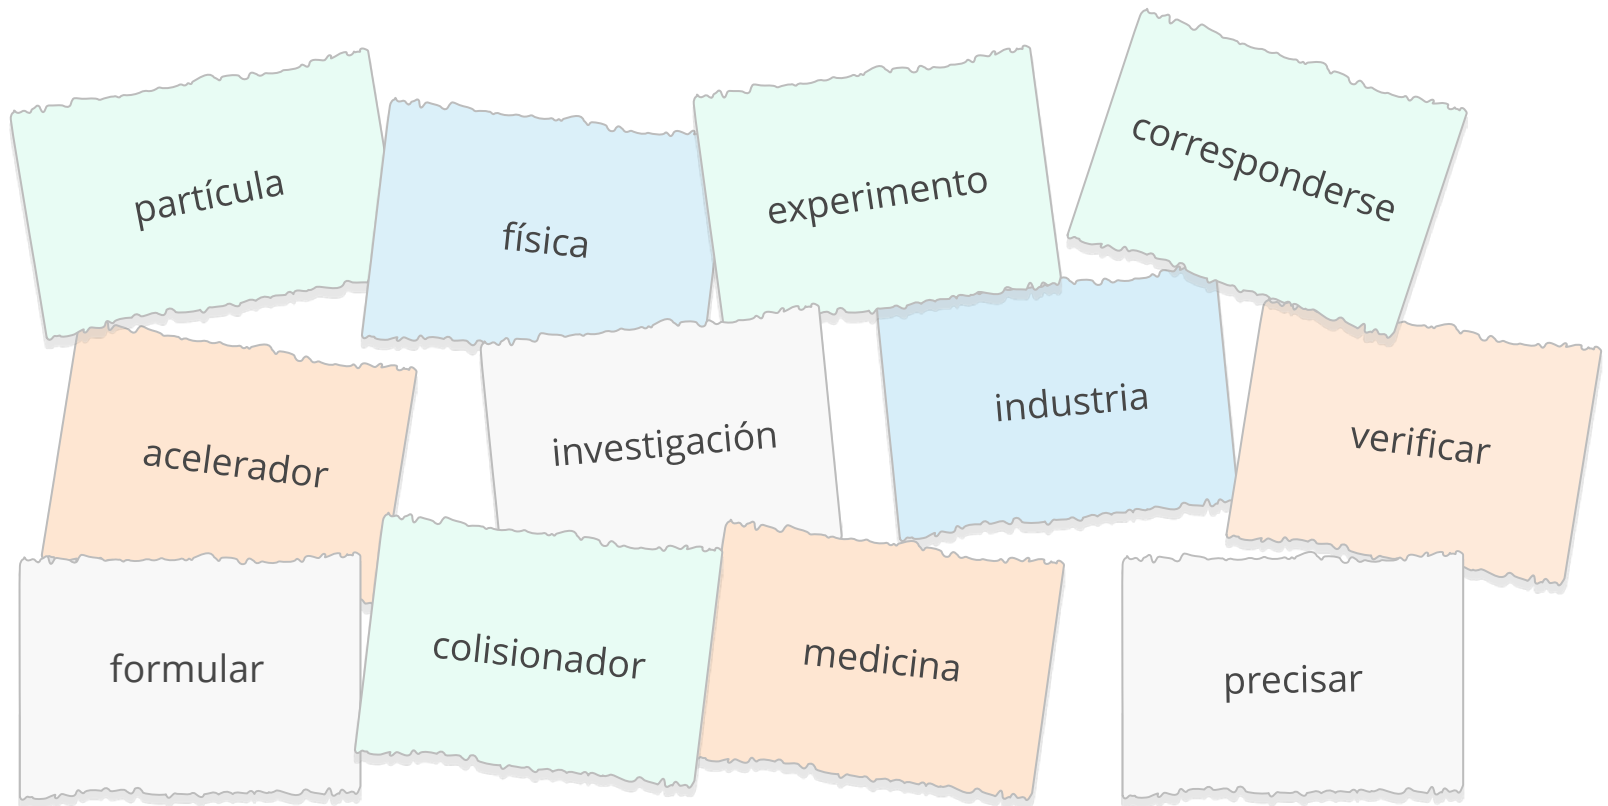 partícula
física
experimento
corresponderse
acelerador
investigación
industria
verificar
formular
colisionador
medicina
precisar